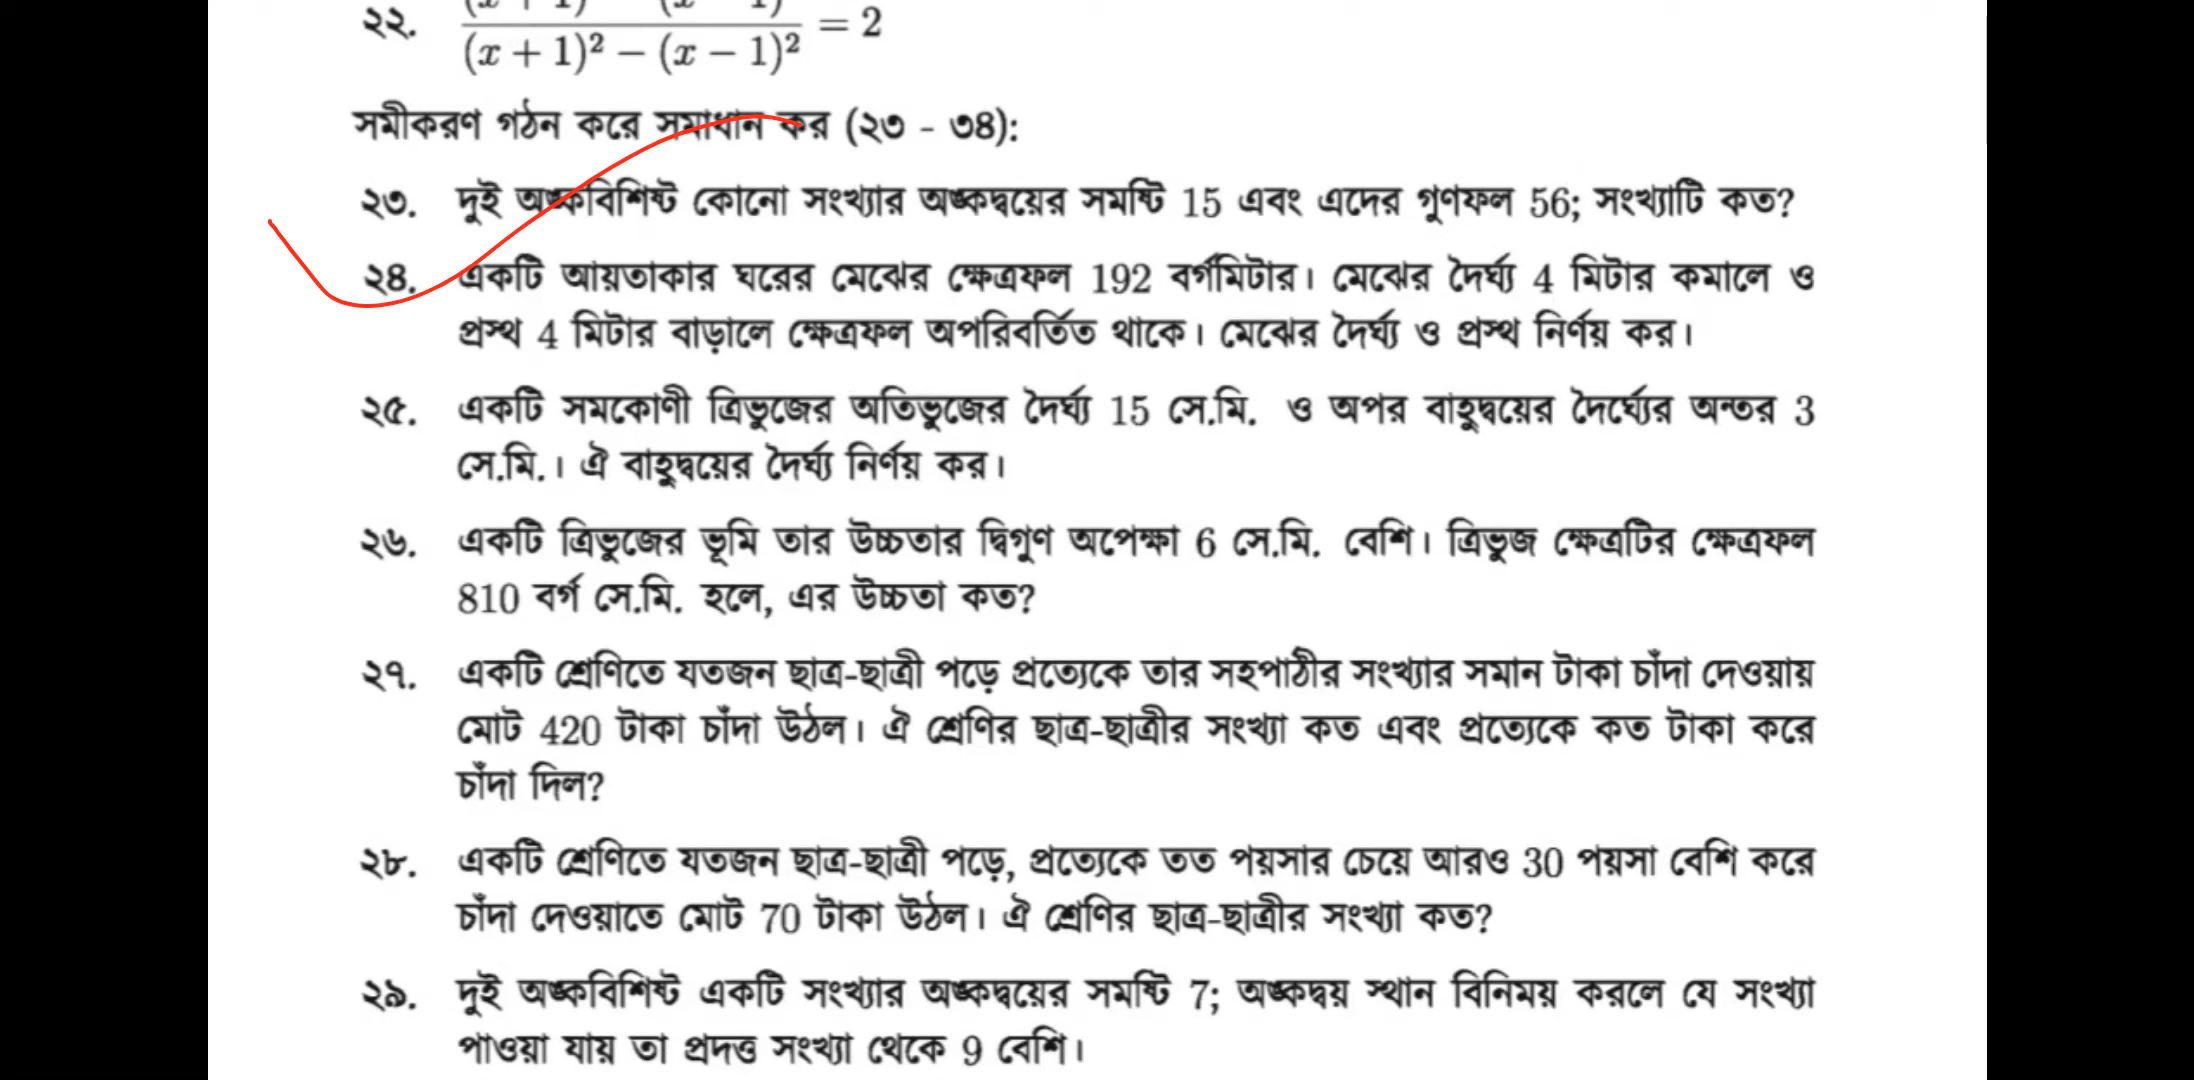 ২২. (x + 1)² − (x − 1)² = 2
সমীকরণ গঠন করে সমাধান কর (২৩ - ৩৪):
২৩. দুই অঙ্কবিশিষ্ট কোনো সংখ্যার অঙ্কদ্বয়ের সমষ্টি 15 এবং এদের গুণফল 56; সংখ্যাটি কত?
২৪. একটি আয়তাকার ঘরের মেঝের ক্ষেত্রফল 192 বর্গমিটার। মেঝের দৈর্ঘ্য 4 মিটার কমালে ও
প্রস্থ 4 মিটার বাড়ালে ক্ষেত্রফল অপরিবর্তিত থাকে। মেঝের দৈর্ঘ্য ও প্রস্থ নির্ণয় কর।
২৫. একটি সমকোণী ত্রিভুজের অতিভুজের দৈর্ঘ্য 15 সে.মি. ও অপর বাহুদ্বয়ের দৈর্ঘ্যের অন্তর 3
সে.মি.। ঐ বাহুদ্বয়ের দৈর্ঘ্য নির্ণয় কর।
২৬. একটি ত্রিভুজের ভূমি তার উচ্চতার দ্বিগুণ অপেক্ষা 6 সে.মি. বেশি। ত্রিভুজ ক্ষেত্রটির ক্ষেত্রফল
810 বর্গ সে.মি. হলে, এর উচ্চতা কত?
২৭. একটি শ্রেণিতে যতজন ছাত্র-ছাত্রী পড়ে প্রত্যেকে তার সহপাঠীর সংখ্যার সমান টাকা চাঁদা দেওয়ায়
মোট 420 টাকা চাঁদা উঠল। ঐ শ্রেণির ছাত্র-ছাত্রীর সংখ্যা কত এবং প্রত্যেকে কত টাকা করে
চাঁদা দিল?
২৮. একটি শ্রেণিতে যতজন ছাত্র-ছাত্রী পড়ে, প্রত্যেকে তত পয়সার চেয়ে আরও 30 পয়সা বেশি করে
চাঁদা দেওয়াতে মোট 70 টাকা উঠল। ঐ শ্রেণির ছাত্র-ছাত্রীর সংখ্যা কত?
২৯. দুই অঙ্কবিশিষ্ট একটি সংখ্যার অঙ্কদ্বয়ের সমষ্টি 7; অঙ্কদ্বয় স্থান বিনিময় করলে যে সংখ্যা
পাওয়া যায় তা প্রদত্ত সংখ্যা থেকে 9 বেশি।